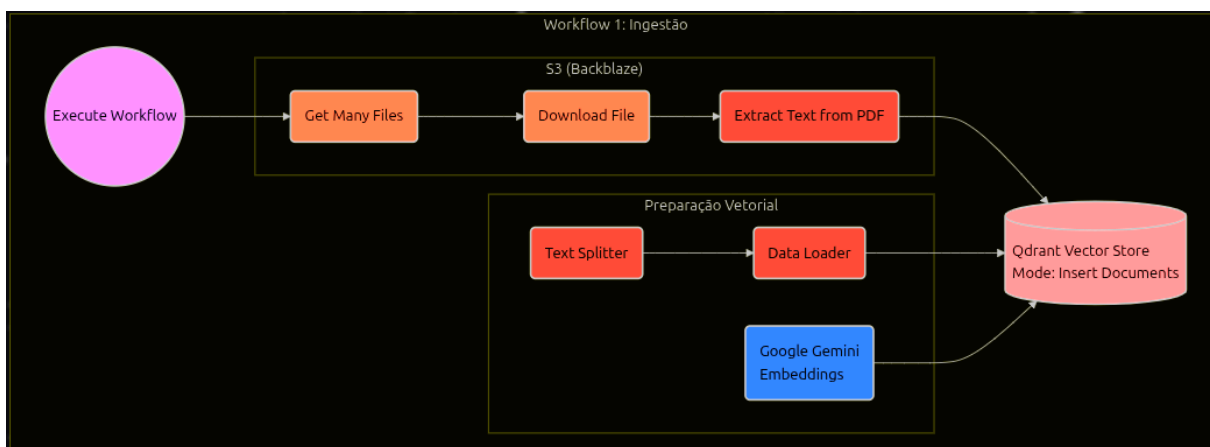 Workflow 1: Ingestão
S3 (Backblaze)
Execute Workflow
Get Many Files
Download File
Extract Text from PDF
Preparação Vetorial
Text Splitter
Data Loader
Qdrant Vector Store
Mode: Insert Documents
Google Gemini
Embeddings